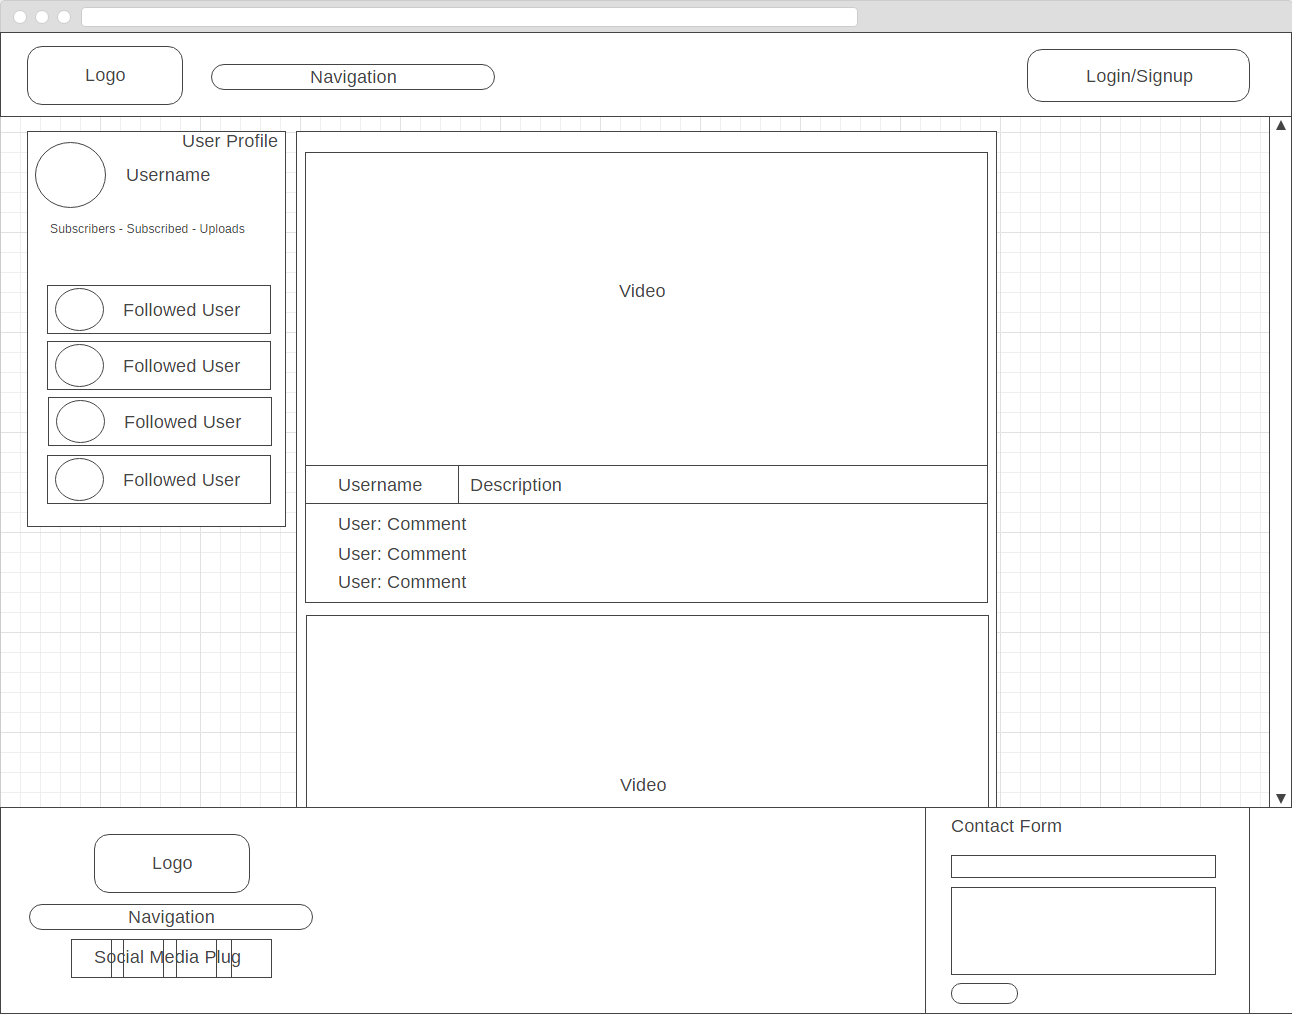 Logo
Navigation
Login/Signup
User Profile
Username
Subscribers - Subscribed - Uploads
Followed User
Followed User
Followed User
Followed User
Video
Username
Description
User: Comment
User: Comment
User: Comment
Video
Logo
Navigation
Social Media Plug
Contact Form